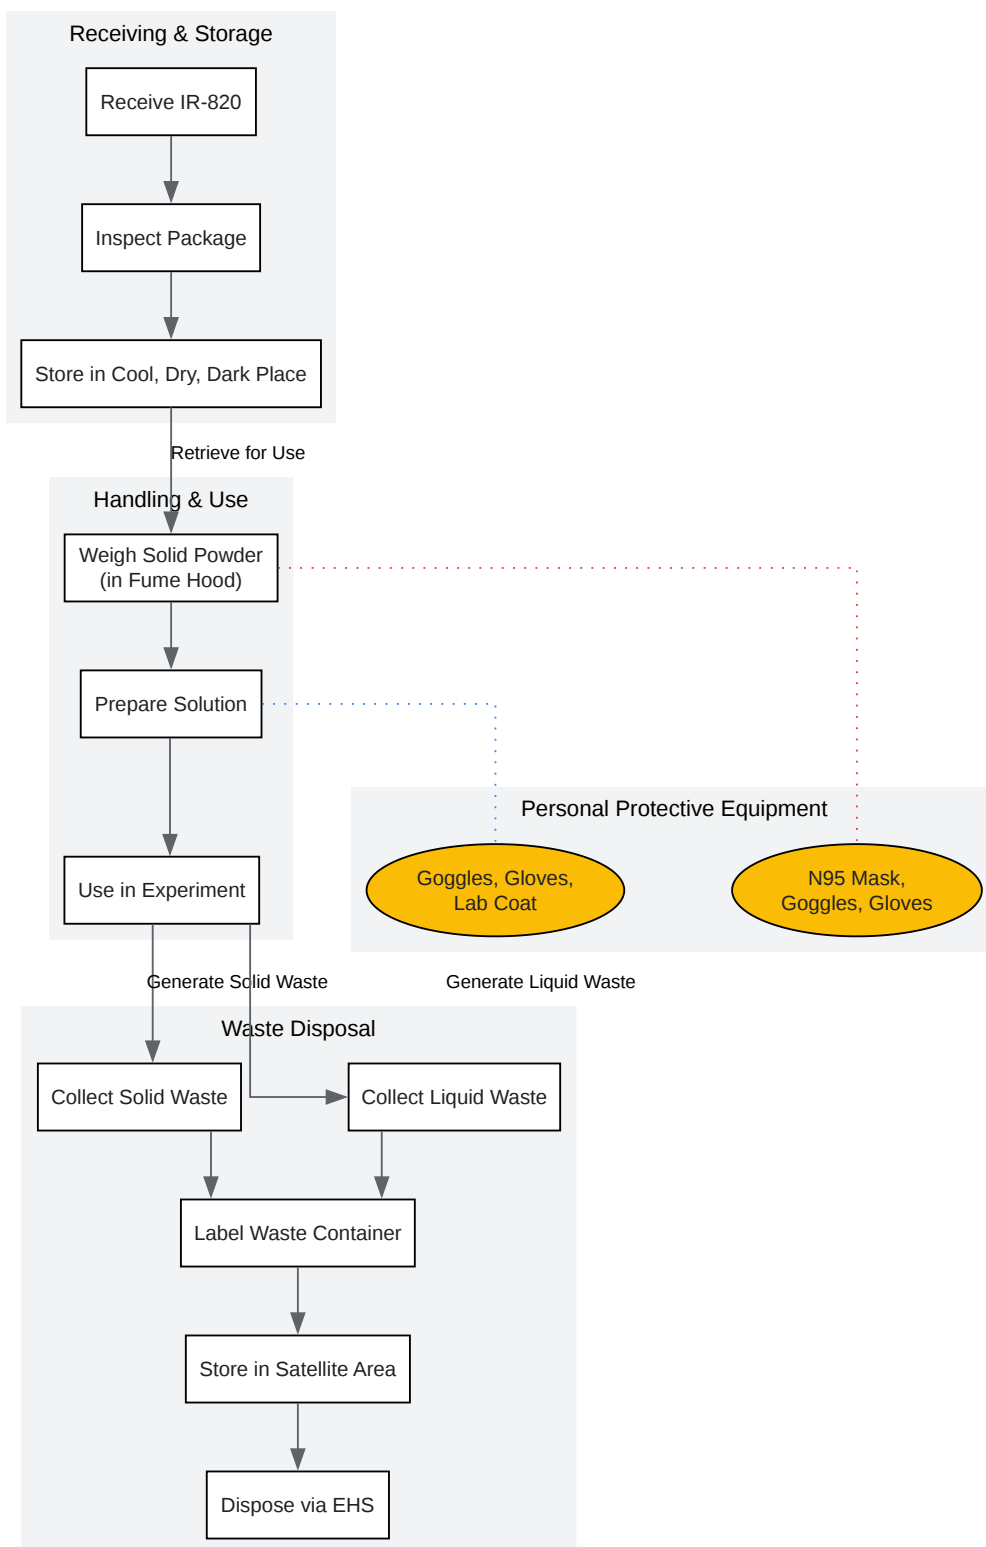 Receiving & Storage
Receive IR-820
Inspect Package
Store in Cool, Dry, Dark Place
Retrieve for Use
Handling & Use
Weigh Solid Powder
(in Fume Hood)
Prepare Solution
Use in Experiment
Personal Protective Equipment
Goggles, Gloves,
Lab Coat
N95 Mask,
Goggles, Gloves
Generate Solid Waste
Generate Liquid Waste
Waste Disposal
Collect Solid Waste
Collect Liquid Waste
Label Waste Container
Store in Satellite Area
Dispose via EHS